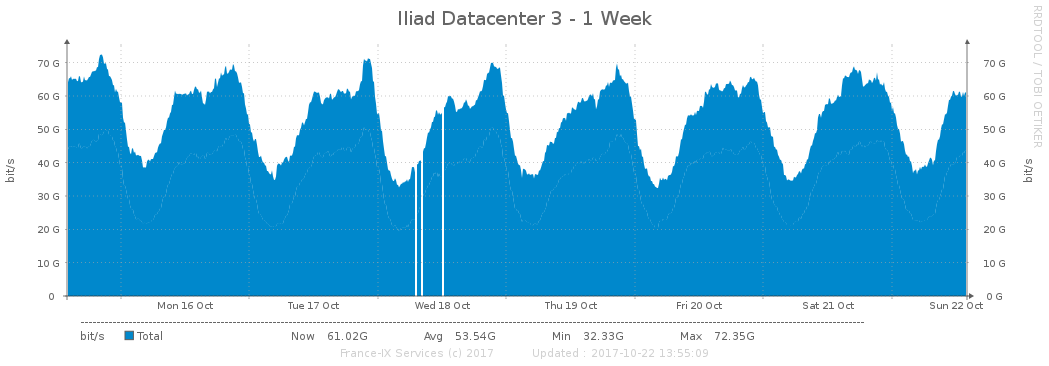 Iliad Datacenter 3 - 1 Week
RRDTOOL / TOBI OETIKER
bit/s
bit/s
70 G 70 G
60 G 60 G
50 G 50 G
40 G 40 G
30 G 30 G
20 G 20 G
10 G 10 G
0 0 G
Mon 16 Oct Tue 17 Oct Wed 18 Oct Thu 19 Oct Fri 20 Oct Sat 21 Oct Sun 22 Oct
bit/s Total Now 61.02G Avg 53.54G Min 32.33G Max 72.35G
France-IX Services (c) 2017 Updated : 2017-10-22 13:55:09